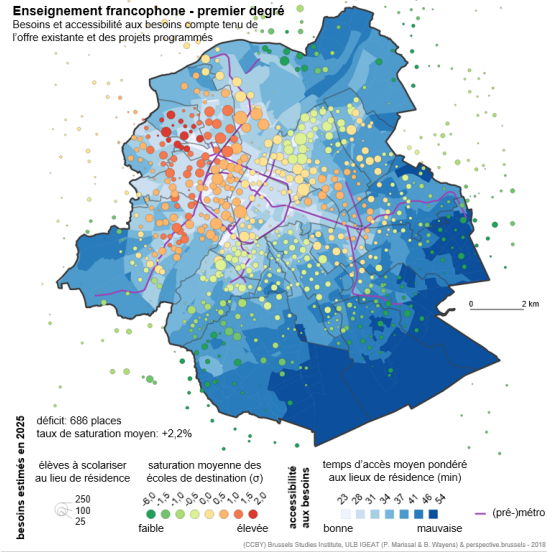 Enseignement francophone - premier degré
Besoins et accessibilité aux besoins compte tenu de
l'offre existante et des projets programmés
0 2 km
besoins estimés en 2025
déficit: 686 places
taux de saturation moyen: +2,2%
élèves à scolariser
au lieu de résidence
250
100
25
saturation moyenne des
écoles de destination (σ)
-6,0 -1,5 -1,0 -0,5 0,0 0,5 1,0 1,5 2,0
faible élevée
accessibilité
aux besoins
temps d'accès moyen pondéré
aux lieux de résidence (min)
23 28 31 34 37 41 46 54
bonne mauvaise
(pré-)métro
(CCBY) Brussels Studies Institute, ULB IGEAT (P. Marissal & B. Wayens) & perspective.brussels - 2018